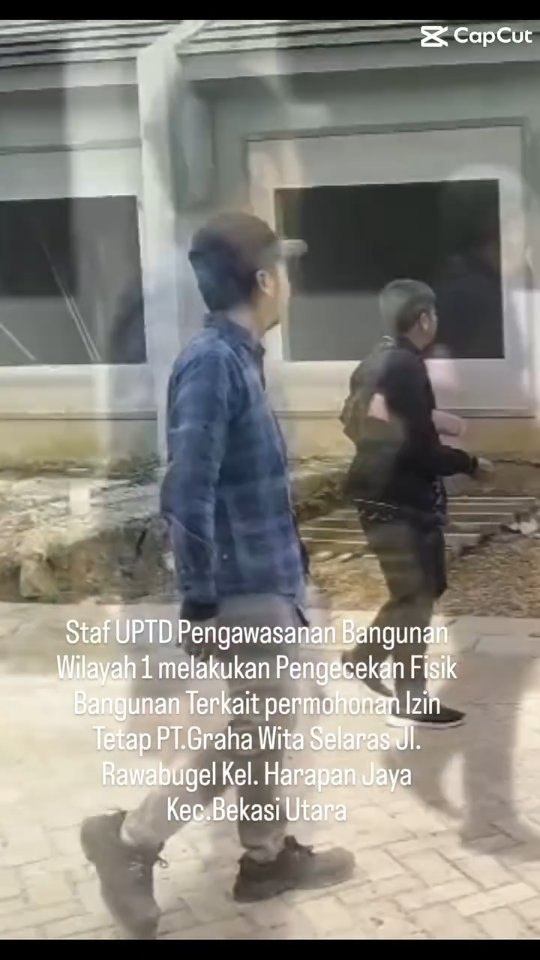 CapCut
Staf UPTD Pengawasanan Bangunan
Wilayah 1 melakukan Pengecekan Fisik
Bangunan Terkait permohonan Izin
Tetap PT.Graha Wita Selaras Jl.
Rawabugel Kel. Harapan Jaya
Kec.Bekasi Utara